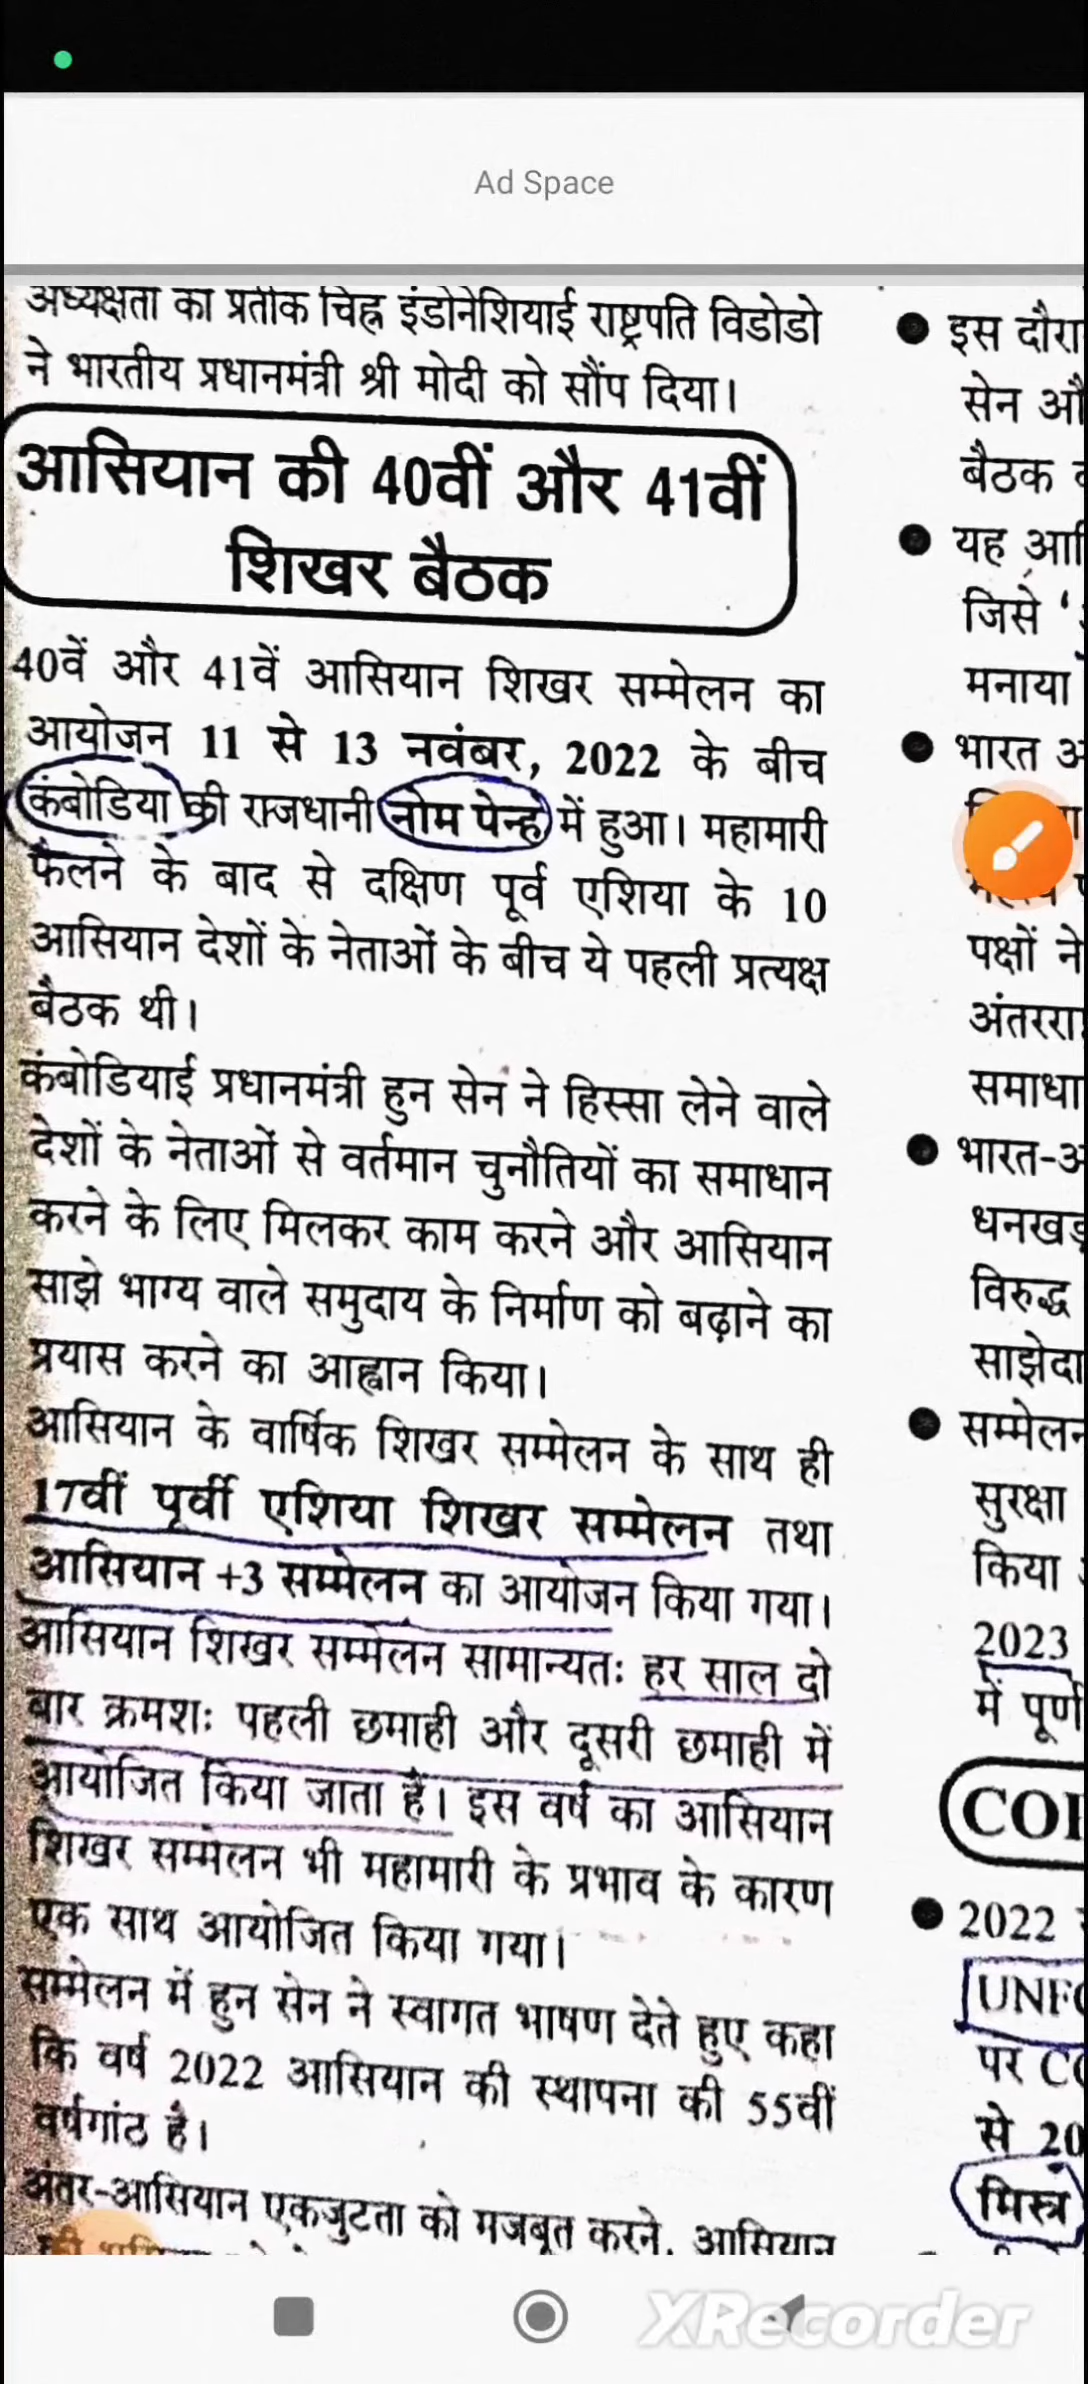 Ad Space
अध्यक्षता का प्रतीक चिह्न इंडोनेशियाई राष्ट्रपति विडोडो
ने भारतीय प्रधानमंत्री श्री मोदी को सौंप दिया।
आसियान की 40वीं और 41वीं
शिखर बैठक
40वें और 41वें आसियान शिखर सम्मेलन का
आयोजन 11 से 13 नवंबर, 2022 के बीच
कंबोडिया की राजधानी नोम पेन्ह में हुआ। महामारी
फैलने के बाद से दक्षिण पूर्व एशिया के 10
आसियान देशों के नेताओं के बीच ये पहली प्रत्यक्ष
बैठक थी।
कंबोडियाई प्रधानमंत्री हुन सेन ने हिस्सा लेने वाले
देशों के नेताओं से वर्तमान चुनौतियों का समाधान
करने के लिए मिलकर काम करने और आसियान
साझे भाग्य वाले समुदाय के निर्माण को बढ़ाने का
प्रयास करने का आह्वान किया।
आसियान के वार्षिक शिखर सम्मेलन के साथ ही
17वीं पूर्वी एशिया शिखर सम्मेलन तथा
आसियान +3 सम्मेलन का आयोजन किया गया।
आसियान शिखर सम्मेलन सामान्यतः हर साल दो
बार क्रमशः पहली छमाही और दूसरी छमाही में
आयोजित किया जाता है। इस वर्ष का आसियान
शिखर सम्मेलन भी महामारी के प्रभाव के कारण
एक साथ आयोजित किया गया।
सम्मेलन में हुन सेन ने स्वागत भाषण देते हुए कहा
कि वर्ष 2022 आसियान की स्थापना की 55वीं
वर्षगांठ है।
अंतर-आसियान एकजुटता को मजबूत करने, आसियान
● इस दौरा
सेन औ
बैठक
● यह आ
जिसे '
मनाया
● भारत अ
पक्षों ने
अंतररा
समाधा
● भारत-अ
धनखड़
विरुद्ध
साझेदा
● सम्मेलन
सुरक्षा
किया
2023
में पूर्ण
COI
● 2022
UNFC
पर CO
से 20
मिस्र
XRecorder